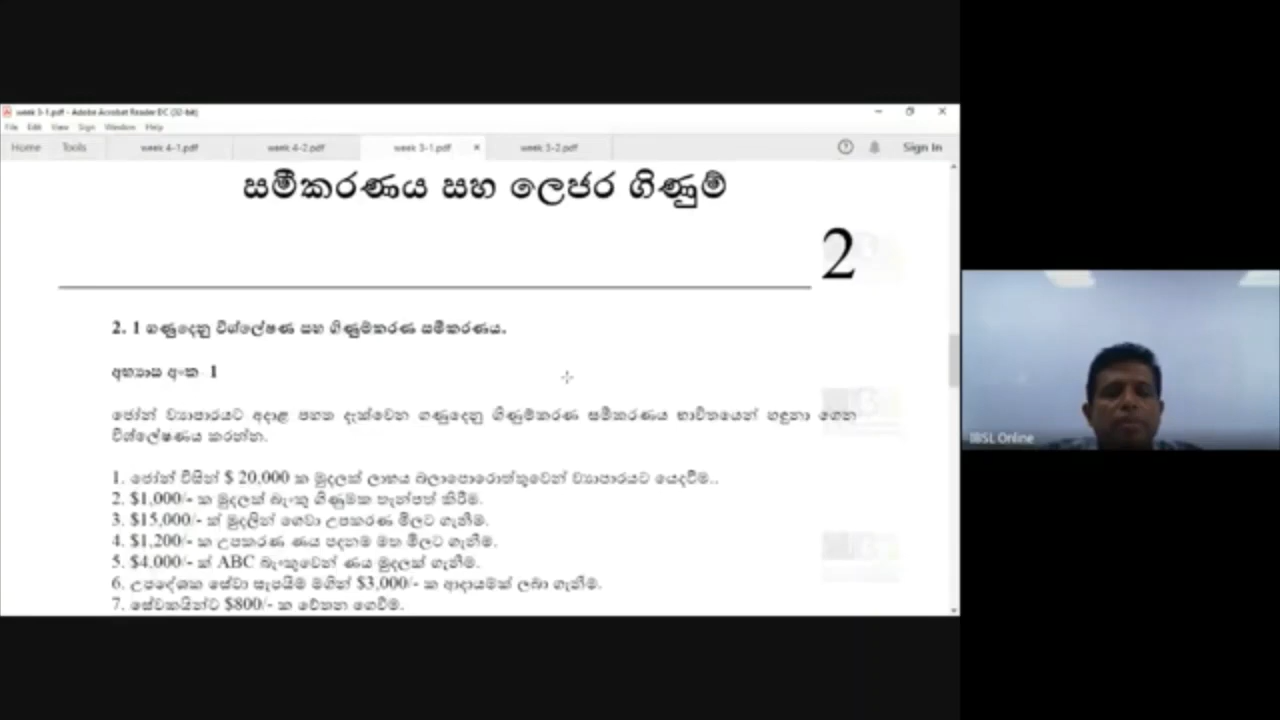 week 3-1.pdf - Adobe Acrobat Reader DC (32-bit)
File Edit View Sign Window Help
Home Tools week 4-1.pdf week 4-2.pdf week 3-1.pdf × week 3-2.pdf Sign In
සමීකරණය සහ ලෙජර ගිණුම්
2
2. 1 ගණුදෙනු විශ්ලේෂණ සහ ගිණුම්කරණ සමීකරණය.
අභ්‍යාස අංක 1
ජෝන් ව්‍යාපාරයට අදාළ පහත දැක්වෙන ගණුදෙනු ගිණුම්කරණ සමීකරණය භාවිතයෙන් හඳුනා ගෙන
විශ්ලේෂණය කරන්න.
1. ජෝන් විසින් $ 20,000 ක මුදලක් ලාභය බලාපොරොත්තුවෙන් ව්‍යාපාරයට යෙදවීම..
2. $1,000/- ක මුදලක් බැංකු ගිණුමක තැන්පත් කිරීම.
3. $15,000/- ක් මුදලින් ගෙවා උපකරණ මිලට ගැනීම.
4. $1,200/- ක උපකරණ ණය පදනම මත මිලට ගැනීම.
5. $4,000/- ක් ABC බැංකුවෙන් ණය මුදලක් ගැනීම.
6. උපදේශක සේවා සැපයීම මගින් $3,000/- ක ආදායමක් ලබා ගැනීම.
7. සේවකයින්ට $800/- ක වේතන ගෙවීම.
IBSL Online